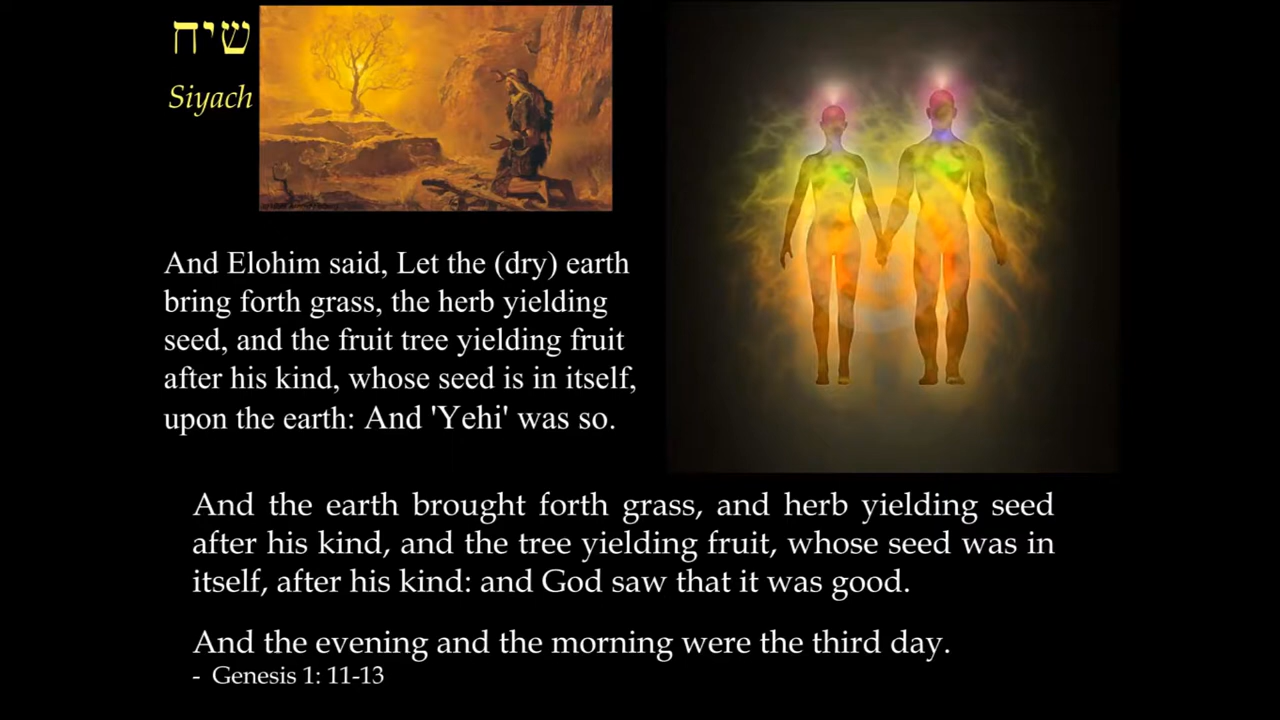 שיח
Siyach
And Elohim said, Let the (dry) earth
bring forth grass, the herb yielding
seed, and the fruit tree yielding fruit
after his kind, whose seed is in itself,
upon the earth: And 'Yehi' was so.
And the earth brought forth grass, and herb yielding seed
after his kind, and the tree yielding fruit, whose seed was in
itself, after his kind: and God saw that it was good.
And the evening and the morning were the third day.
- Genesis 1: 11-13